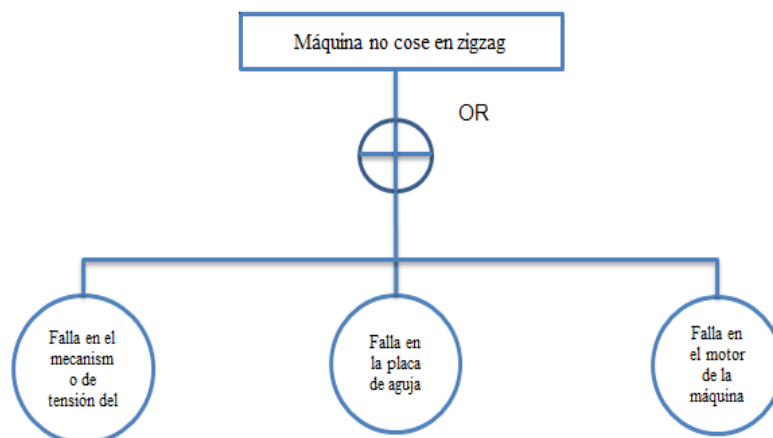 Máquina no cose en zigzag
OR
Falla en el
mecanism
o de
tensión del
Falla en
la placa
de aguja
Falla en
el motor
de la
máquina